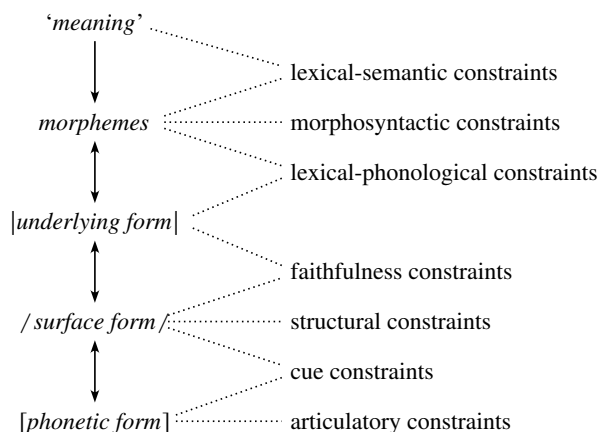 ‘meaning’
lexical-semantic constraints
morphemes
morphosyntactic constraints
lexical-phonological constraints
|underlying form|
faithfulness constraints
/surface form/
structural constraints
cue constraints
[phonetic form]
articulatory constraints